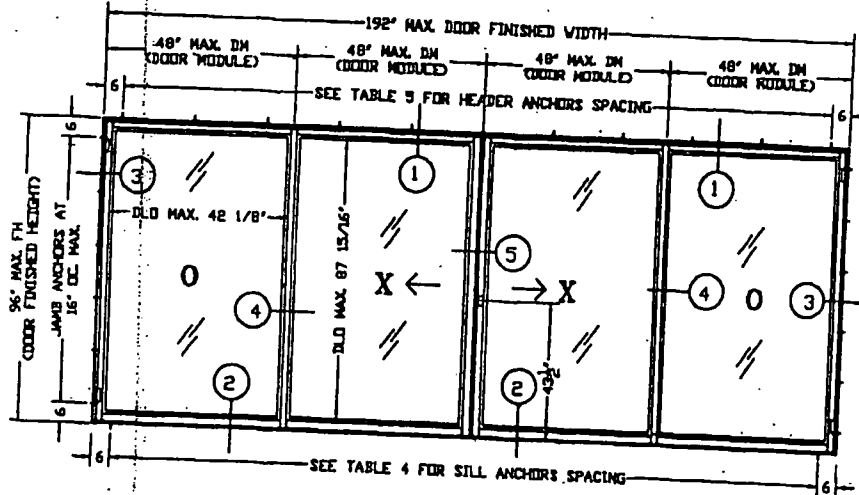 192" MAX. DOOR FINISHED WIDTH
48" MAX. DM
(DOOR MODULE)
48" MAX. DM
(DOOR MODULE)
48" MAX. DM
(DOOR MODULE)
48" MAX. DM
(DOOR MODULE)
6
SEE TABLE 5 FOR HEADER ANCHORS SPACING
6
6
96" MAX. FH
(DOOR FINISHED HEIGHT)
JAMB ANCHORS AT
16" OC. MAX.
6
3
DLO MAX. 42 1/8"
O
4
2
1
DLO MAX. 87 15/16"
X
5
X
2
43 1/2
1
4
O
3
6
SEE TABLE 4 FOR SILL ANCHORS SPACING
6